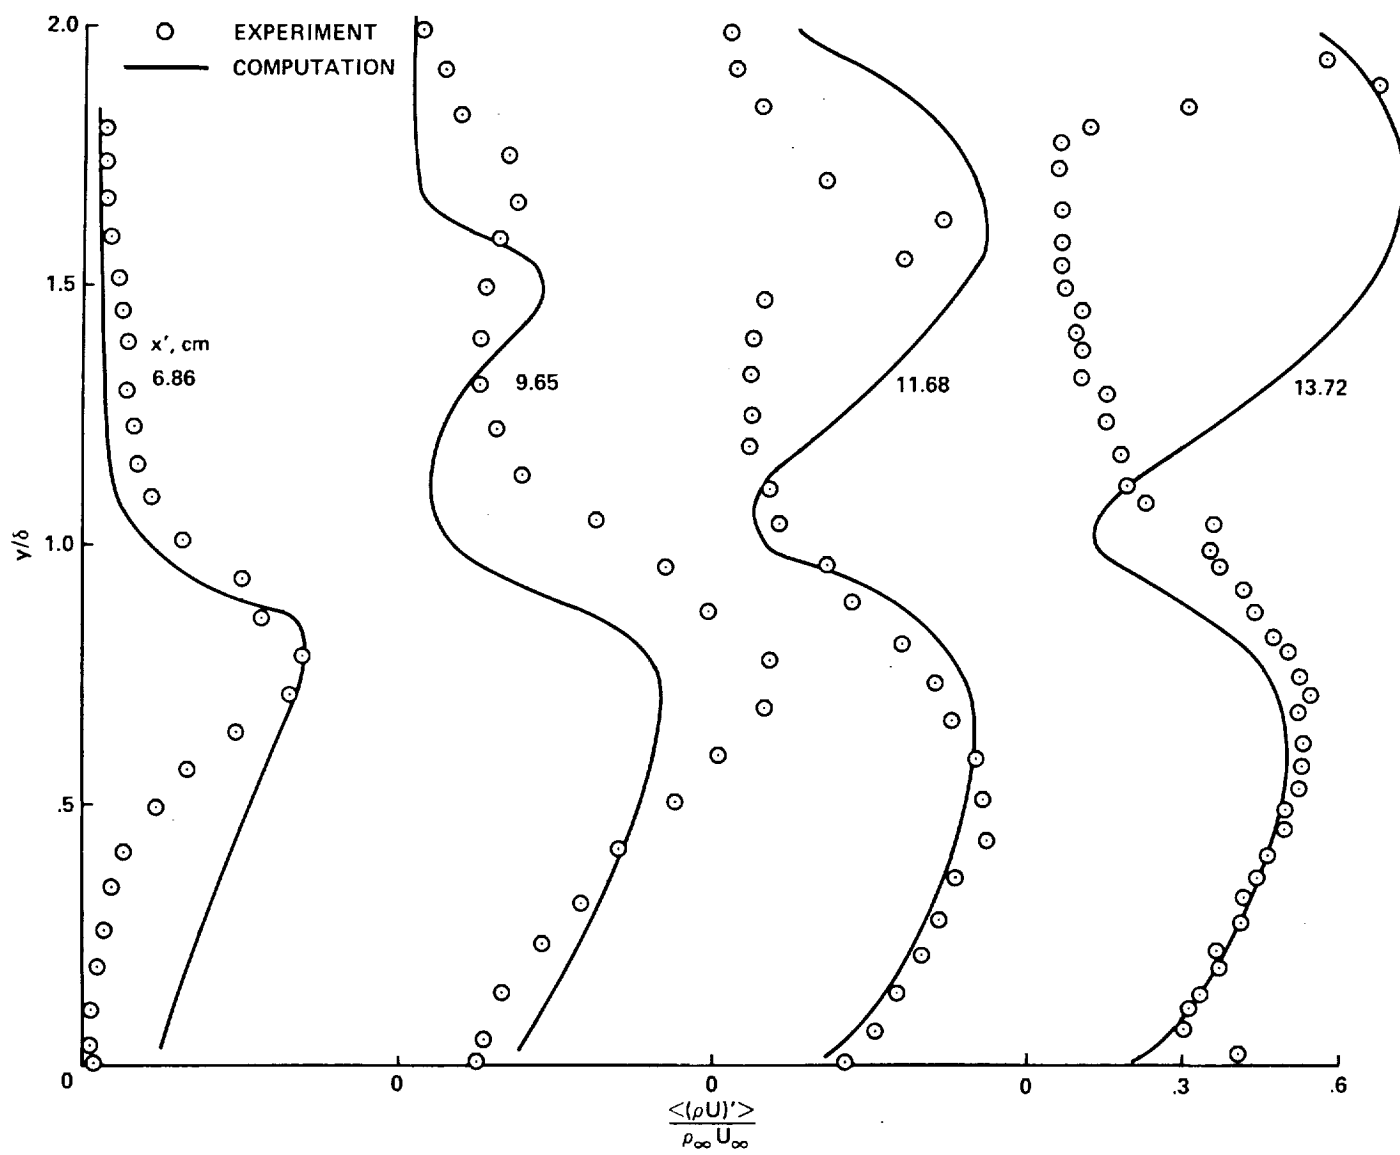 2.0
EXPERIMENT
COMPUTATION
1.5
x', cm
6.86
9.65
11.68
13.72
1.0
y/δ
.5
0
0
0
0
.3
.6
<(ρU)'>
ρ∞ U∞